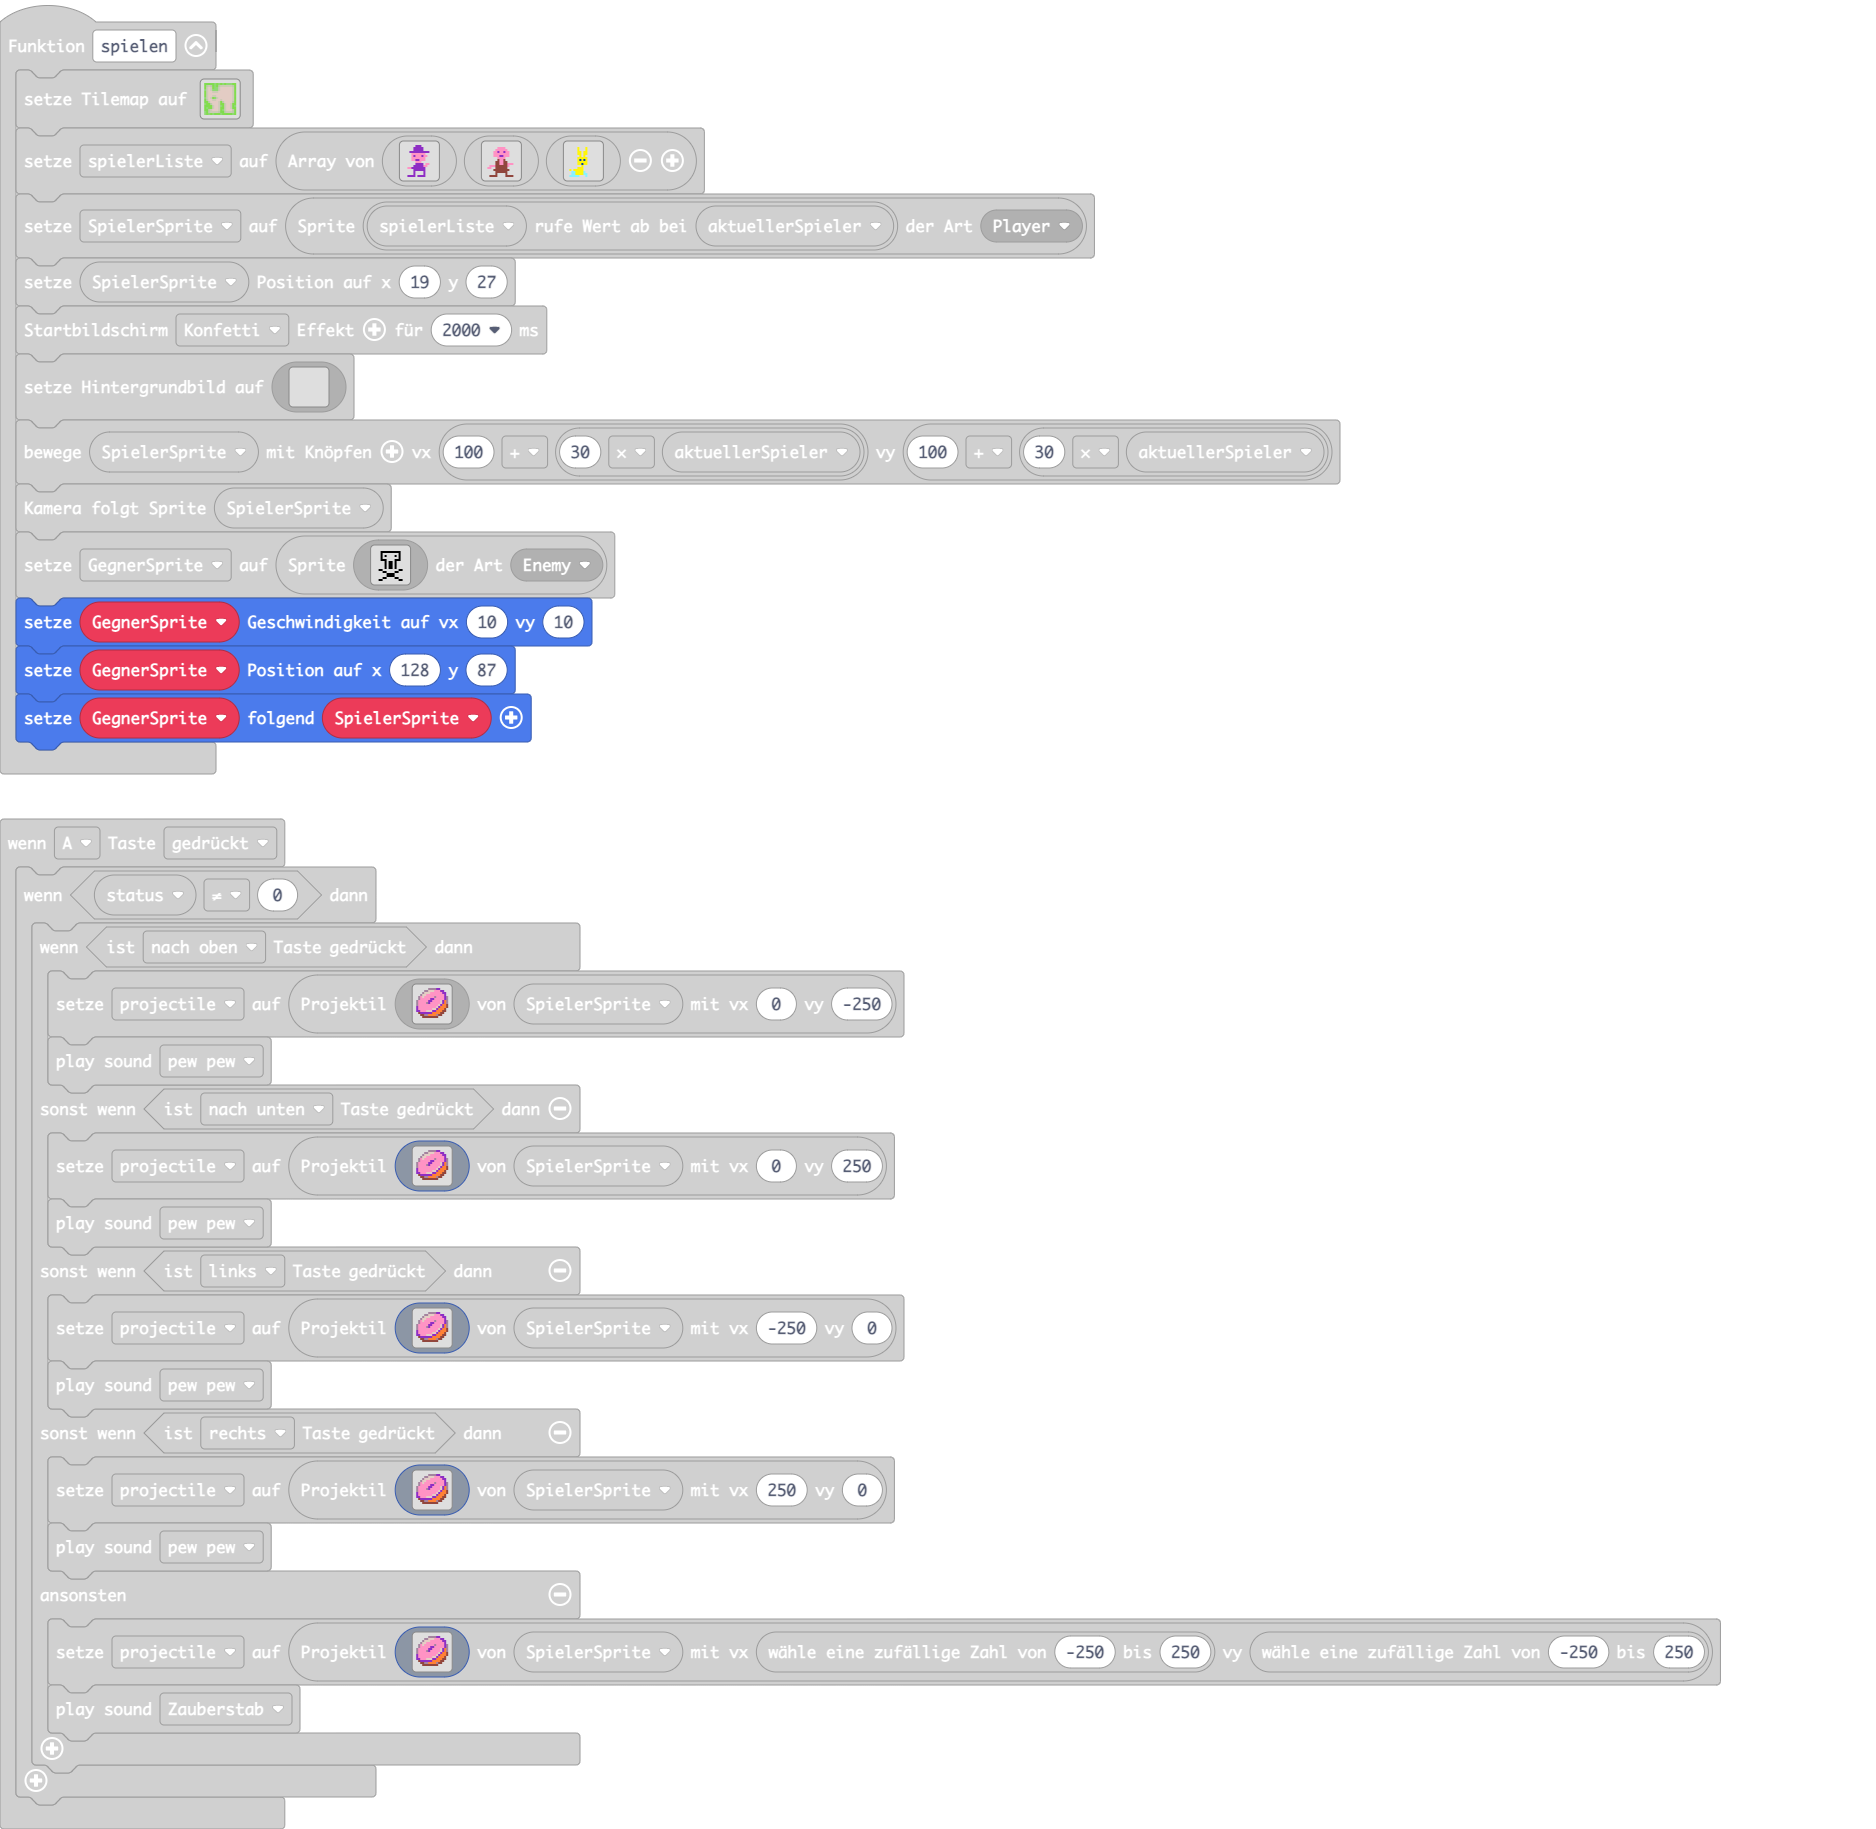 Funktion spielen
setze Tilemap auf
setze spielerListe auf Array von
setze SpielerSprite auf Sprite spielerListe rufe Wert ab bei aktuellerSpieler der Art Player
setze SpielerSprite Position auf x 19 y 27
Startbildschirm Konfetti Effekt für 2000 ms
setze Hintergrundbild auf
bewege SpielerSprite mit Knöpfen vx 100 + 30 × aktuellerSpieler vy 100 + 30 × aktuellerSpieler
Kamera folgt Sprite SpielerSprite
setze GegnerSprite auf Sprite der Art Enemy
setze GegnerSprite Geschwindigkeit auf vx 10 vy 10
setze GegnerSprite Position auf x 128 y 87
setze GegnerSprite folgend SpielerSprite
wenn A Taste gedrückt
wenn status ≠ 0 dann
wenn ist nach oben Taste gedrückt dann
setze projectile auf Projektil von SpielerSprite mit vx 0 vy -250
play sound pew pew
sonst wenn ist nach unten Taste gedrückt dann
setze projectile auf Projektil von SpielerSprite mit vx 0 vy 250
play sound pew pew
sonst wenn ist links Taste gedrückt dann
setze projectile auf Projektil von SpielerSprite mit vx -250 vy 0
play sound pew pew
sonst wenn ist rechts Taste gedrückt dann
setze projectile auf Projektil von SpielerSprite mit vx 250 vy 0
play sound pew pew
ansonsten
setze projectile auf Projektil von SpielerSprite mit vx wähle eine zufällige Zahl von -250 bis 250 vy wähle eine zufällige Zahl von -250 bis 250
play sound Zauberstab